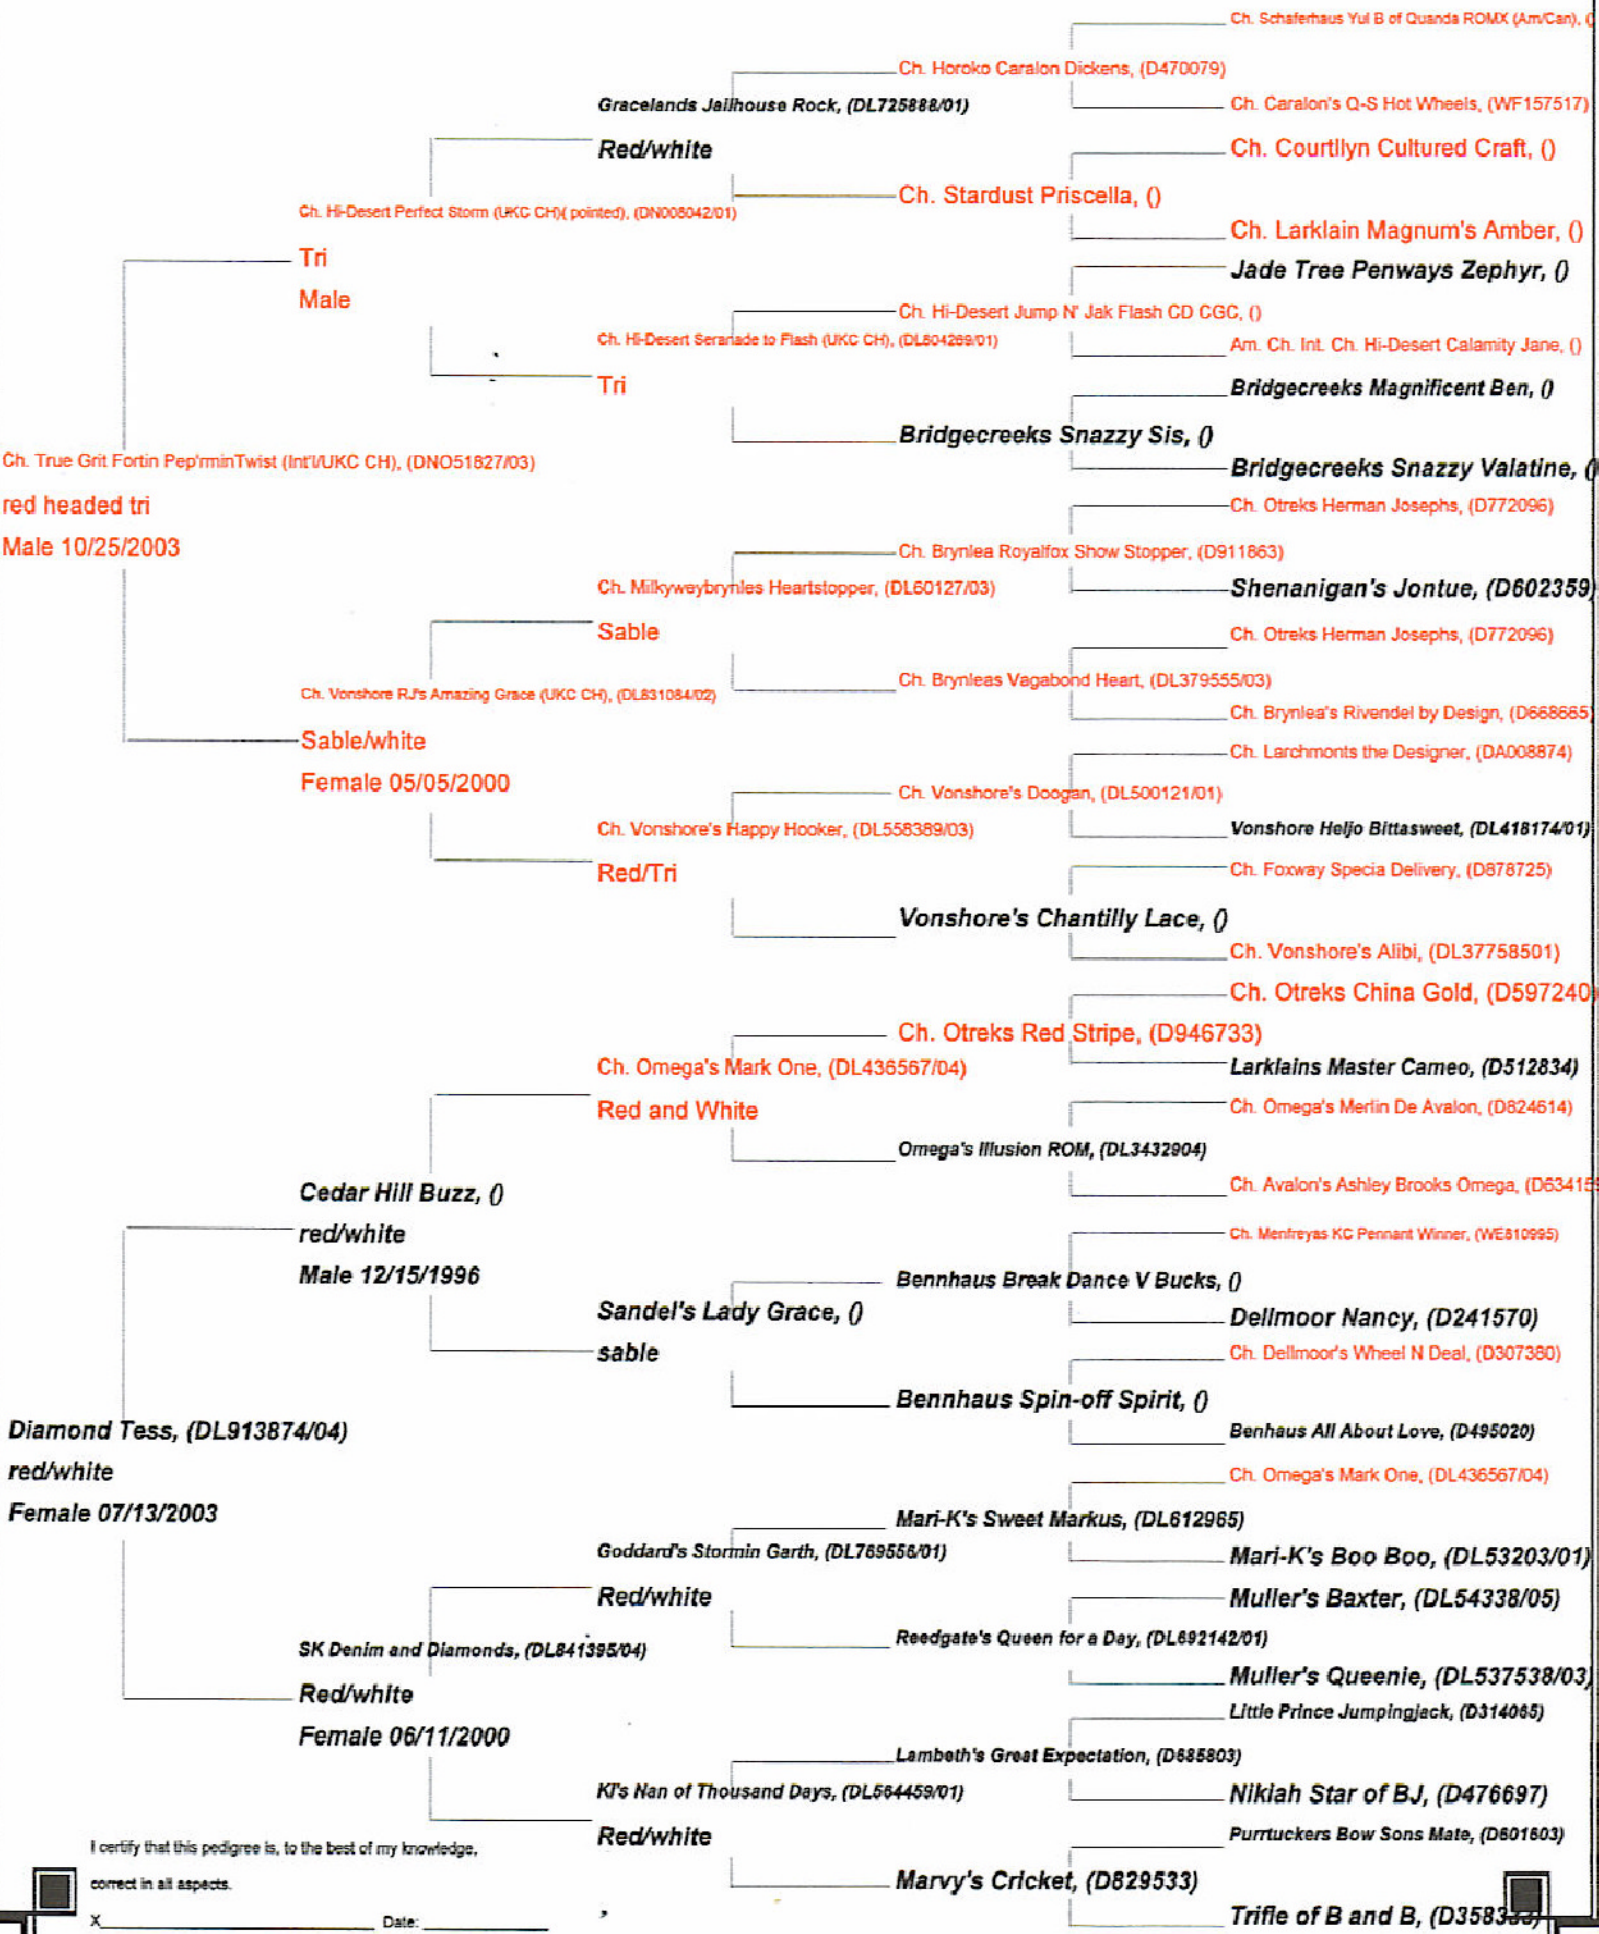 Ch. Schaferhaus Yul B of Quanda ROMX (Am/Can), (
Ch. Horoko Caralon Dickens, (D470079)
Gracelands Jailhouse Rock, (DL725888/01)
Ch. Caralon's Q-S Hot Wheels, (WF157517)
Red/white
Ch. Courtllyn Cultured Craft, ()
Ch. Stardust Priscella, ()
Ch. Hi-Desert Perfect Storm (UKC CH)( pointed), (DN008042/01)
Ch. Larklain Magnum's Amber, ()
Tri
Jade Tree Penways Zephyr, ()
Male
Ch. Hi-Desert Jump N' Jak Flash CD CGC, ()
Ch. Hi-Desert Seranade to Flash (UKC CH), (DL804269/01)
Am. Ch. Int. Ch. Hi-Desert Calamity Jane, ()
Tri
Bridgecreeks Magnificent Ben, ()
Bridgecreeks Snazzy Sis, ()
Ch. True Grit Fortin Pep'rminTwist (Int'l/UKC CH), (DNO51827/03)
Bridgecreeks Snazzy Valatine, (
red headed tri
Ch. Otreks Herman Josephs, (D772096)
Male 10/25/2003
Ch. Brynlea Royalfox Show Stopper, (D911863)
Ch. Milkywaybrynles Heartstopper, (DL60127/03)
Shenanigan's Jontue, (D602359)
Sable
Ch. Otreks Herman Josephs, (D772096)
Ch. Vonshore RJ's Amazing Grace (UKC CH), (DL831084/02)
Ch. Brynleas Vagabond Heart, (DL379555/03)
Ch. Brynlea's Rivendel by Design, (D668665)
Sable/white
Ch. Larchmonts the Designer, (DA008874)
Female 05/05/2000
Ch. Vonshore's Doogan, (DL500121/01)
Ch. Vonshore's Happy Hooker, (DL558389/03)
Vonshore Heljo Bittasweet, (DL418174/01)
Red/Tri
Ch. Foxway Specia Delivery, (D878725)
Vonshore's Chantilly Lace, ()
Ch. Vonshore's Alibi, (DL37758501)
Ch. Otreks China Gold, (D597240
Ch. Otreks Red Stripe, (D946733)
Ch. Omega's Mark One, (DL436567/04)
Larklains Master Cameo, (D512834)
Red and White
Ch. Omega's Merlin De Avalon, (D824614)
Omega's Illusion ROM, (DL3432904)
Cedar Hill Buzz, ()
Ch. Avalon's Ashley Brooks Omega, (D63415
red/white
Ch. Menfreyas KC Pennant Winner, (WE810995)
Male 12/15/1996
Bennhaus Break Dance V Bucks, ()
Sandel's Lady Grace, ()
Dellmoor Nancy, (D241570)
sable
Ch. Dellmoor's Wheel N Deal, (D307380)
Bennhaus Spin-off Spirit, ()
Diamond Tess, (DL913874/04)
Benhaus All About Love, (D495020)
red/white
Ch. Omega's Mark One, (DL436567/04)
Female 07/13/2003
Mari-K's Sweet Markus, (DL612965)
Goddard's Stormin Garth, (DL769556/01)
Mari-K's Boo Boo, (DL53203/01)
Red/white
Muller's Baxter, (DL54338/05)
SK Denim and Diamonds, (DL841395/04)
Reedgate's Queen for a Day, (DL692142/01)
Muller's Queenie, (DL537538/03)
Red/white
Little Prince Jumpingjack, (D314065)
Female 06/11/2000
Lambeth's Great Expectation, (D685803)
KI's Nan of Thousand Days, (DL564459/01)
Nikiah Star of BJ, (D476697)
Red/white
Purrtuckers Bow Sons Mate, (D601603)
I certify that this pedigree is, to the best of my knowledge,
correct in all aspects.
Marvy's Cricket, (D829533)
X Date:
Trifle of B and B,